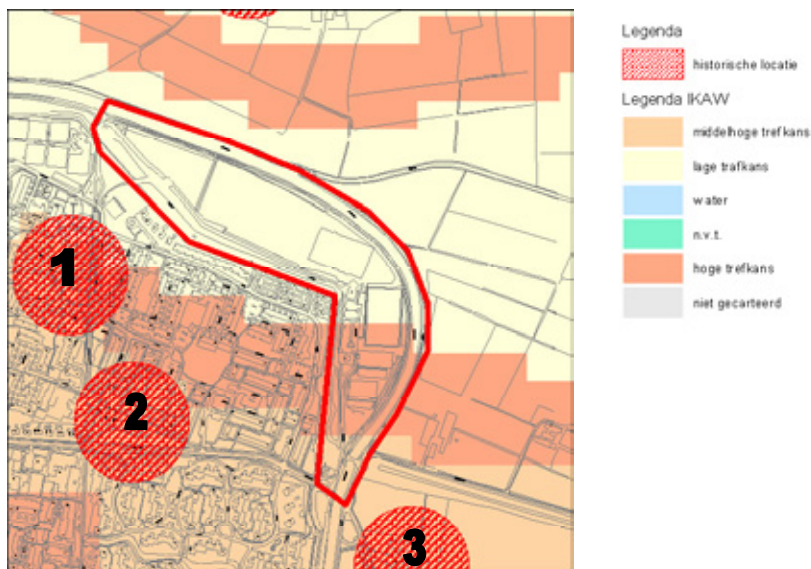 1
2
3
Legenda
historische locatie
Legenda IKAW
middelhoge trefkans
lage trafkans
water
n.v.t.
hoge trefkans
niet gecarteerd